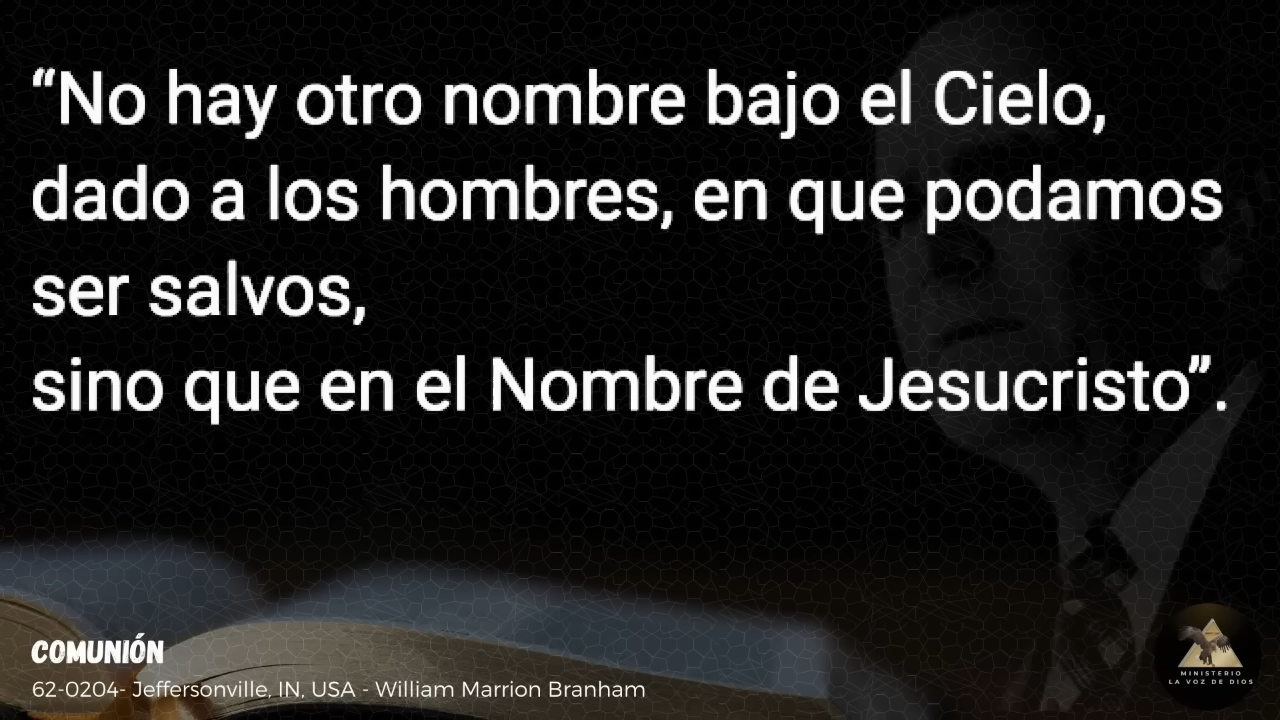 “No hay otro nombre bajo el Cielo,
dado a los hombres, en que podamos
ser salvos,
sino que en el Nombre de Jesucristo”.
COMUNIÓN
62-0204- Jeffersonville, IN, USA - William Marrion Branham
MINISTERIO
LA VOZ DE DIOS